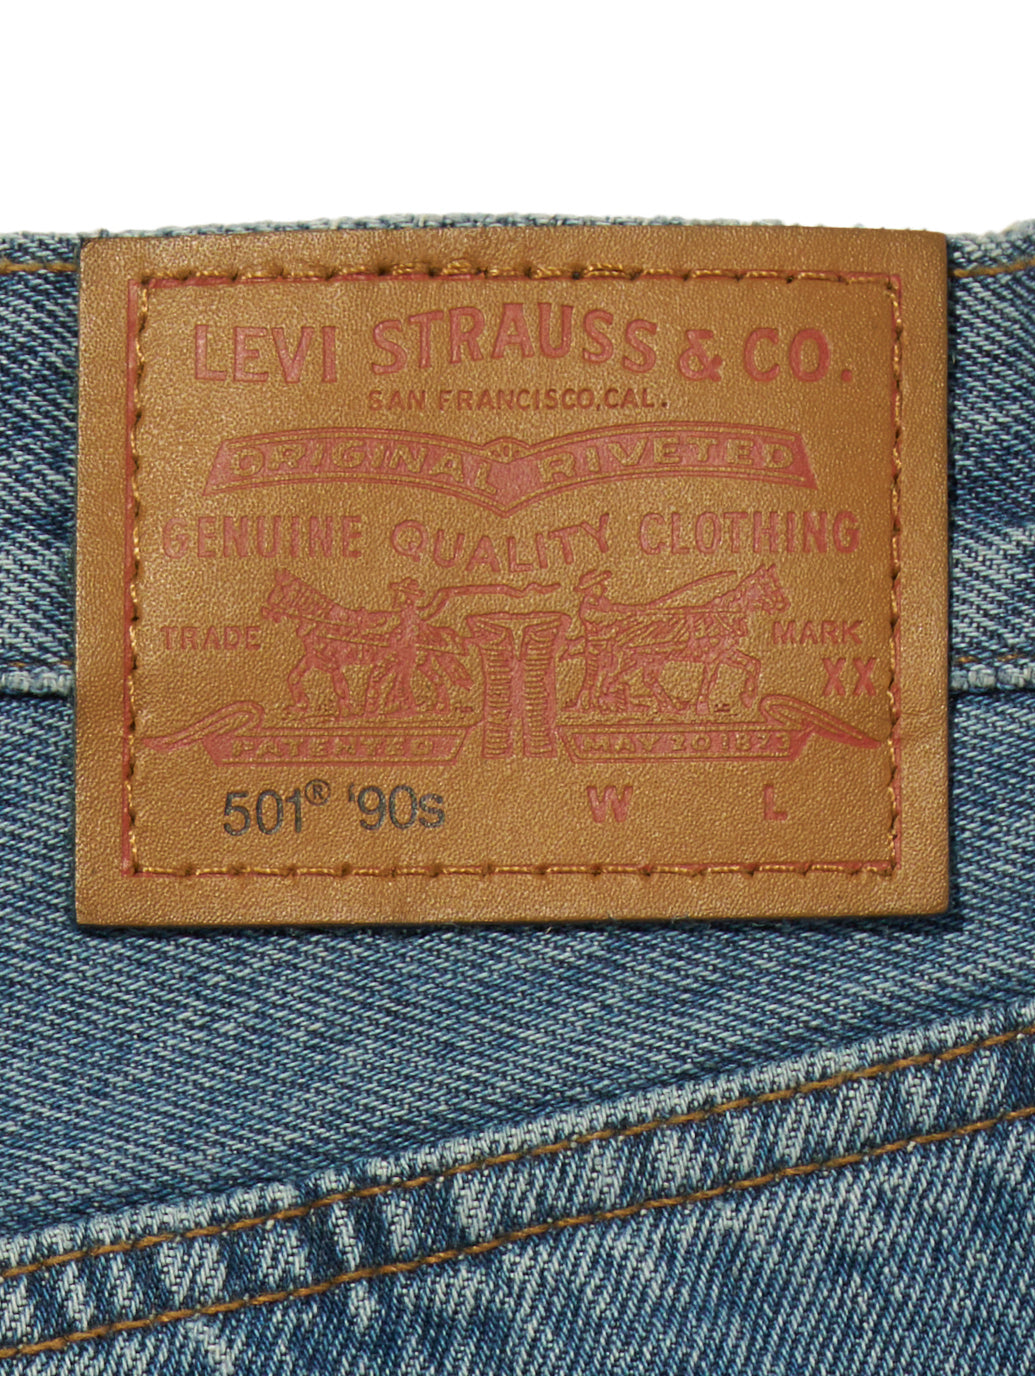 LEVI STRAUSS & CO.
SAN FRANCISCO, CAL.
ORIGINAL RIVETED
GENUINE QUALITY CLOTHING
TRADE MARK
XX
PATENTED MAY 20 1873
501® '90s W L